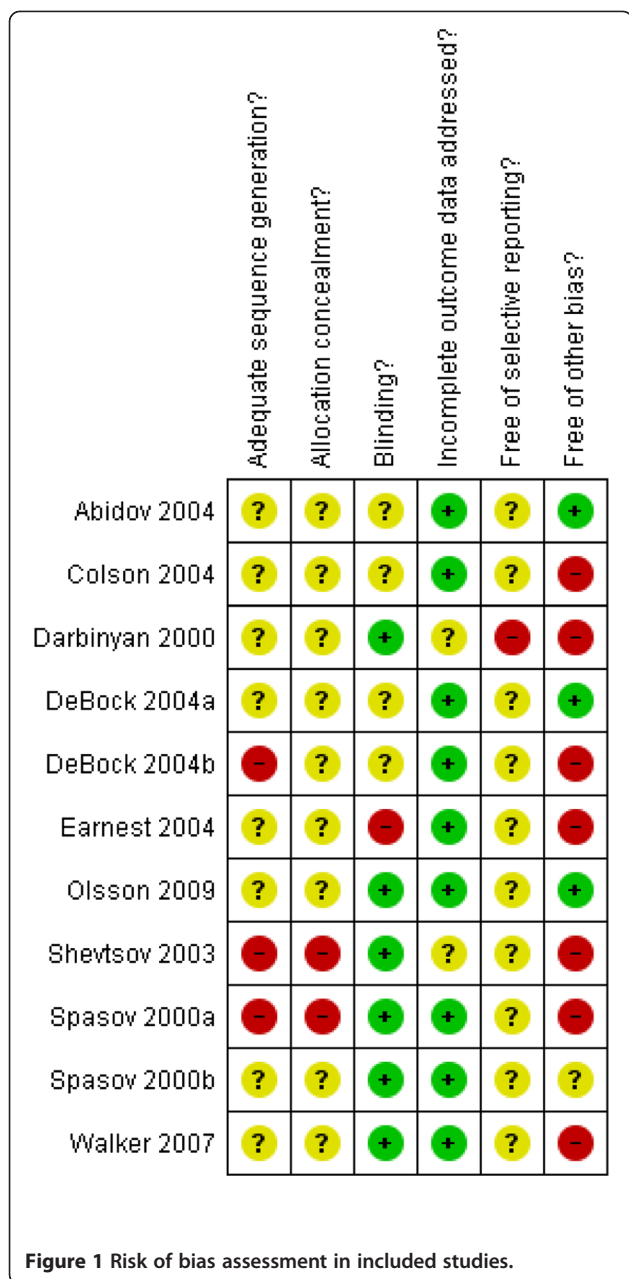 Adequate sequence generation?
Allocation concealment?
Blinding?
Incomplete outcome data addressed?
Free of selective reporting?
Free of other bias?
Abidov 2004 ? ? ? + ? +
Colson 2004 ? ? ? + ? -
Darbinyan 2000 ? ? + ? - -
DeBock 2004a ? ? ? + ? +
DeBock 2004b - ? ? + ? -
Earnest 2004 ? ? - + ? -
Olsson 2009 ? ? + + ? +
Shevtsov 2003 - - + ? ? -
Spasov 2000a - - + + ? -
Spasov 2000b ? ? + + ? ?
Walker 2007 ? ? + + ? -
Figure 1 Risk of bias assessment in included studies.